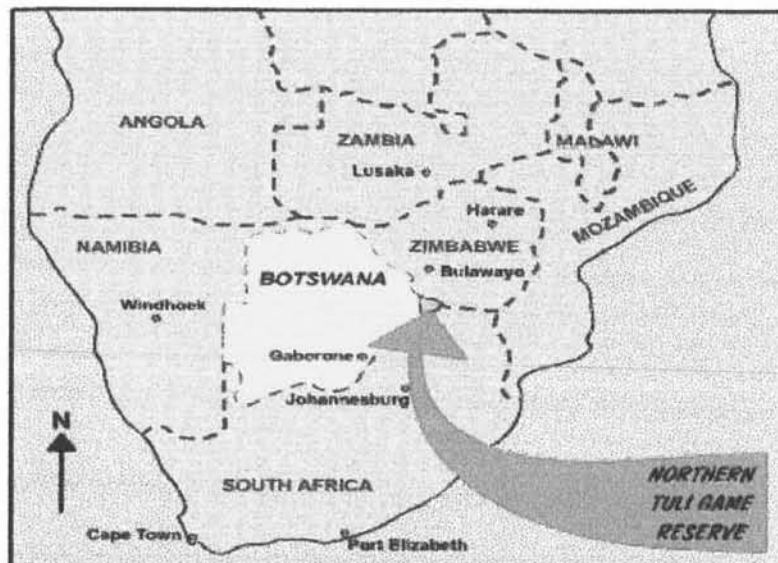 ANGOLA
ZAMBIA
MALAWI
Lusaka
MOZAMBIQUE
Harare
NAMIBIA
ZIMBABWE
BOTSWANA
Bulawayo
Windhoek
Gaborone
Johannesburg
N
NORTHERN
TULI GAME
RESERVE
SOUTH AFRICA
Cape Town
Port Elizabeth